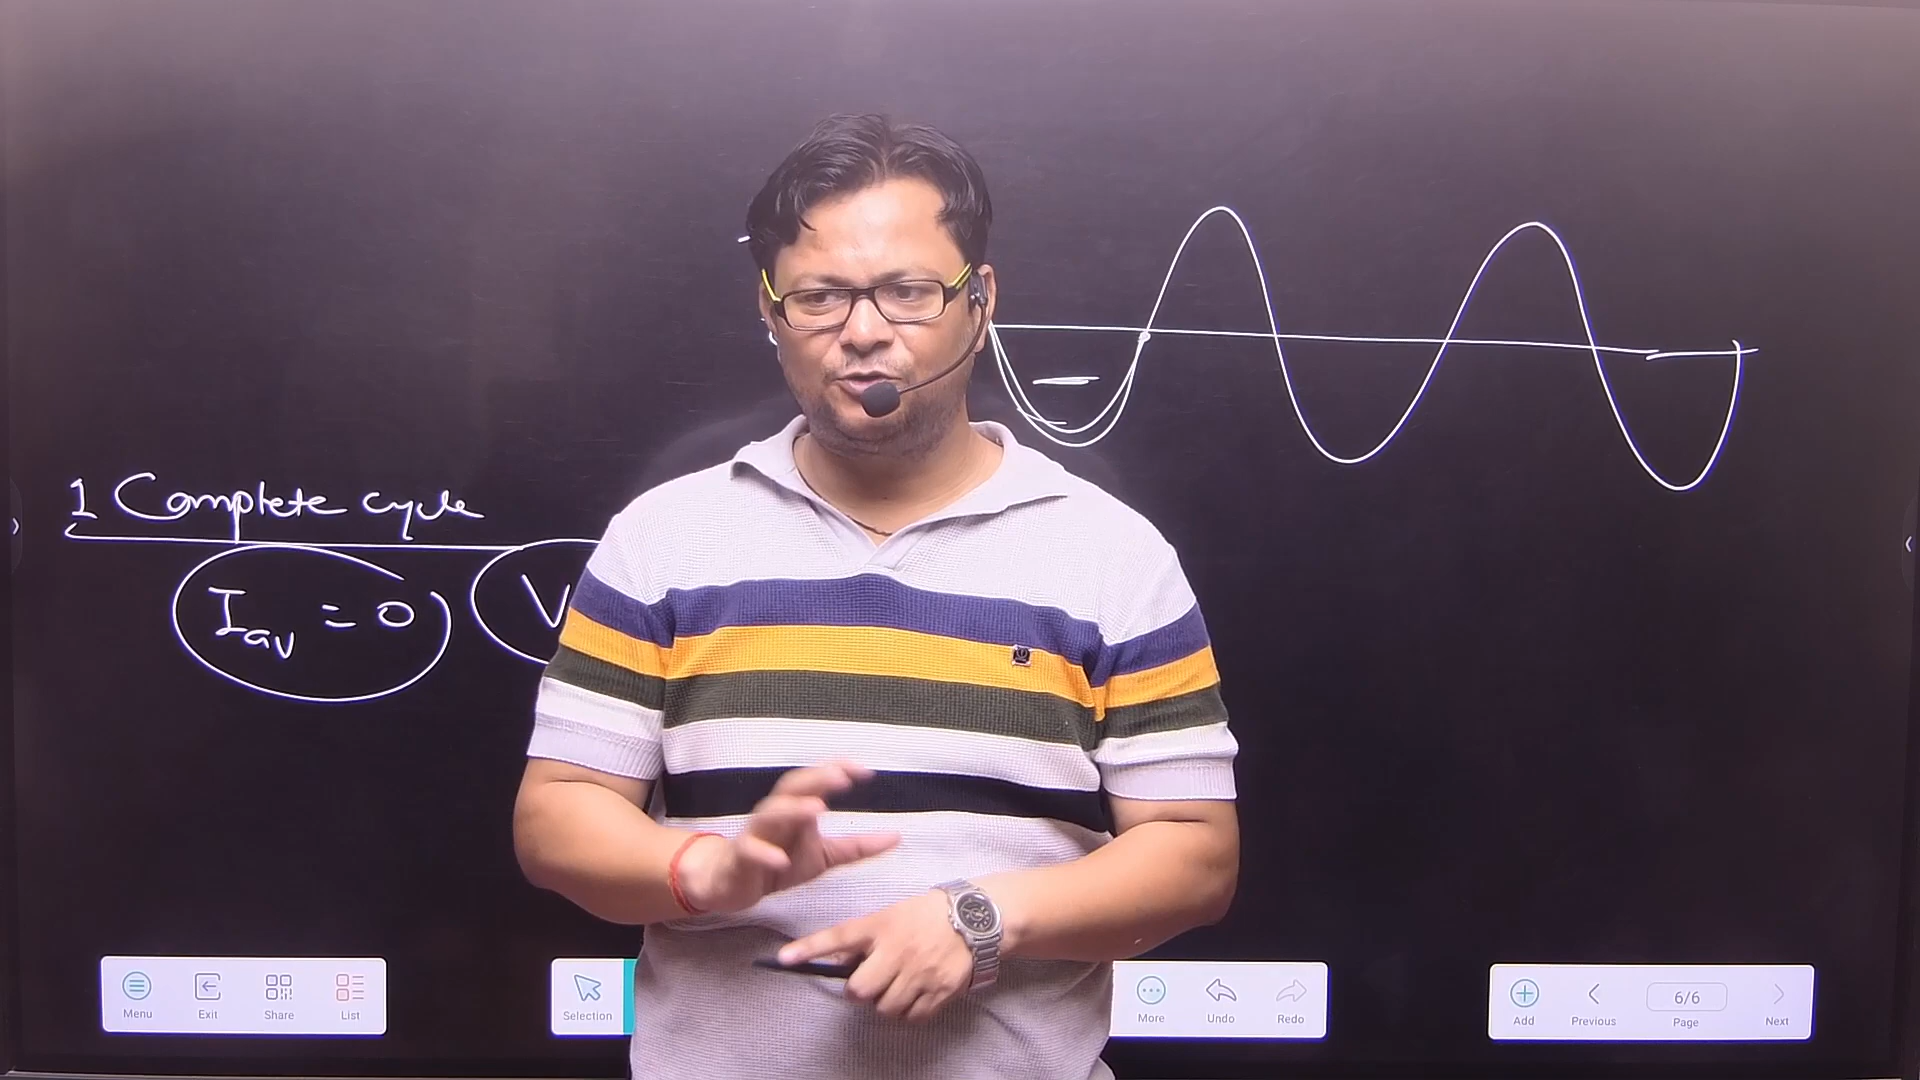 1 Complete cycle
Iav = 0 V
Menu Exit Share List
Selection
More Undo Redo
Add Previous 6/6 Page Next